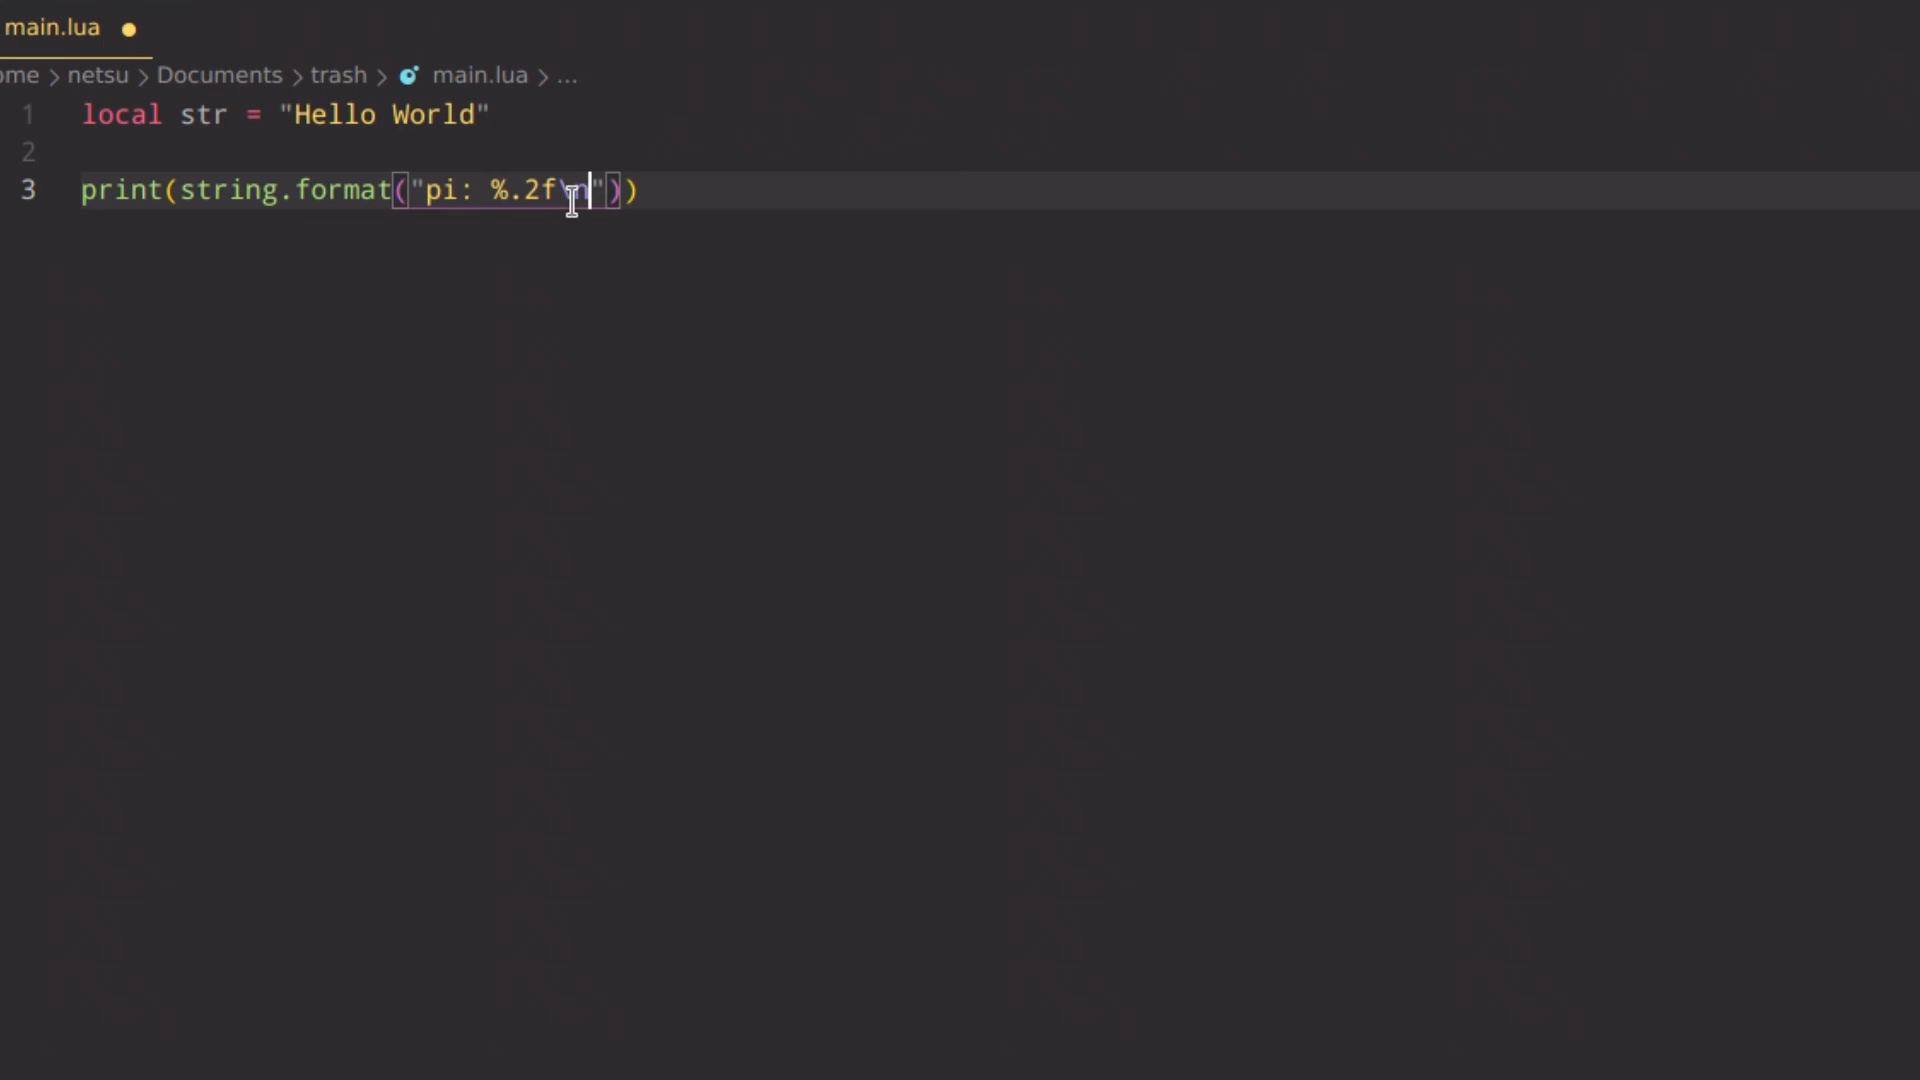 main.lua
ome > netsu > Documents > trash > main.lua > ...
1 local str = "Hello World"
2
3 print(string.format("pi: %.2f\n"))